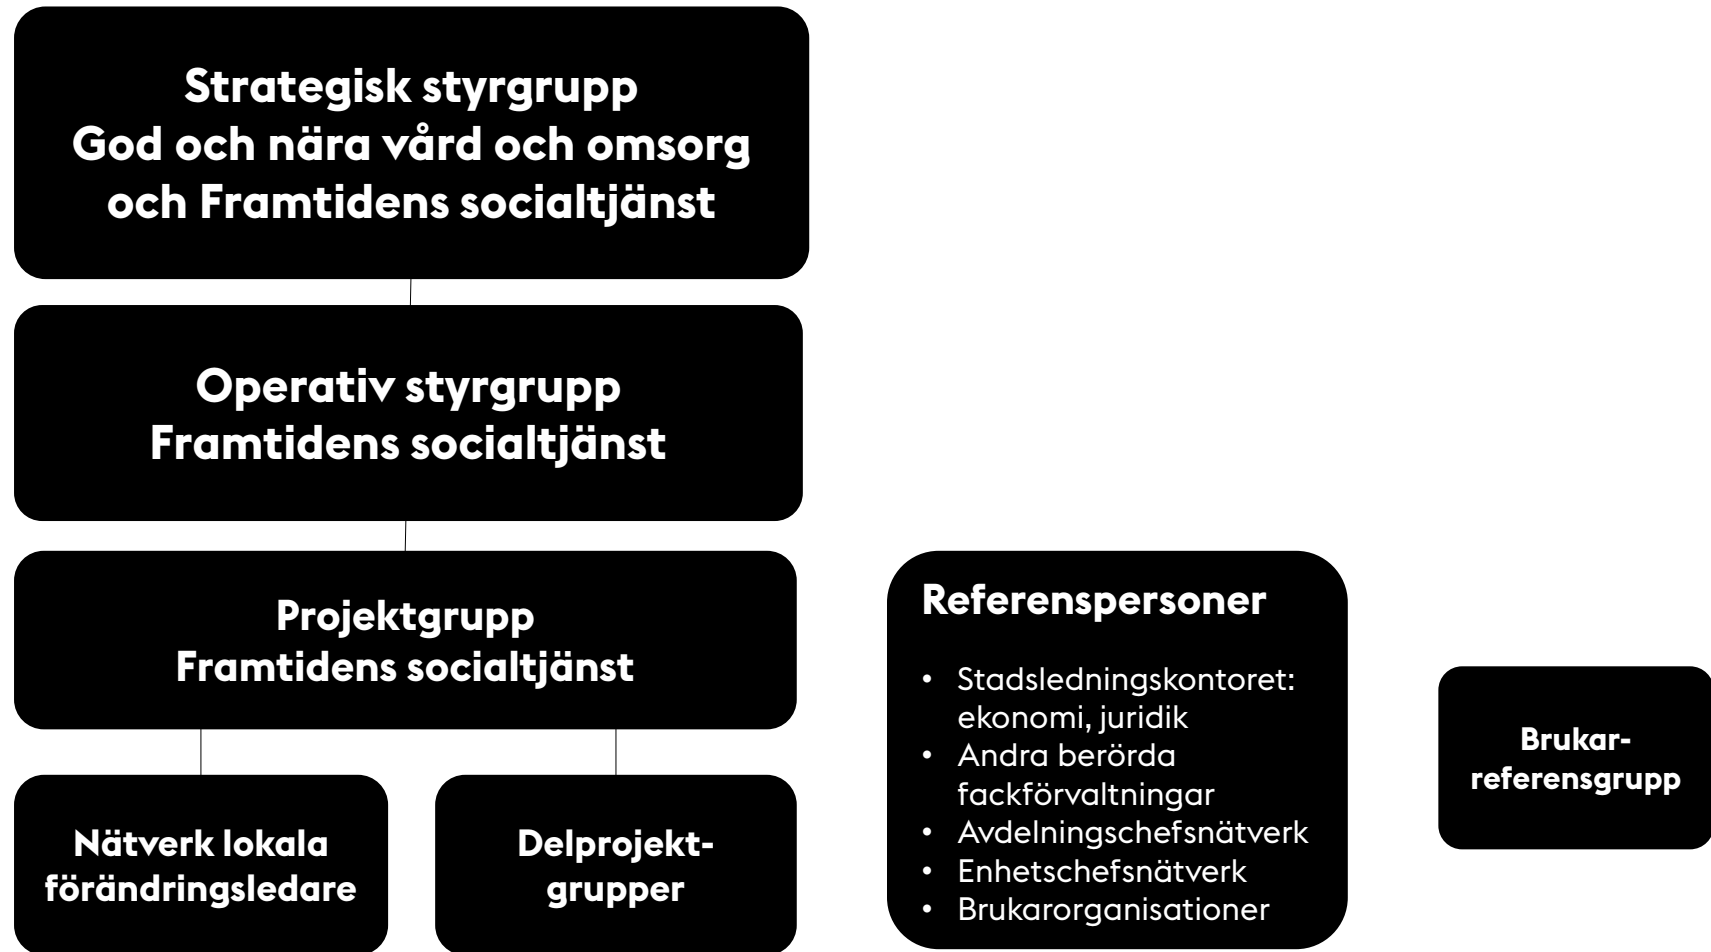 Strategisk styrgrupp
God och nära vård och omsorg
och Framtidens socialtjänst
Operativ styrgrupp
Framtidens socialtjänst
Projektgrupp
Framtidens socialtjänst
Nätverk lokala
förändringsledare
Delprojekt-
grupper
Referenspersoner
• Stadsledningskontoret:
ekonomi, juridik
• Andra berörda
fackförvaltningar
• Avdelningschefsnätverk
• Enhetschefsnätverk
• Brukarorganisationer
Brukar-
referensgrupp